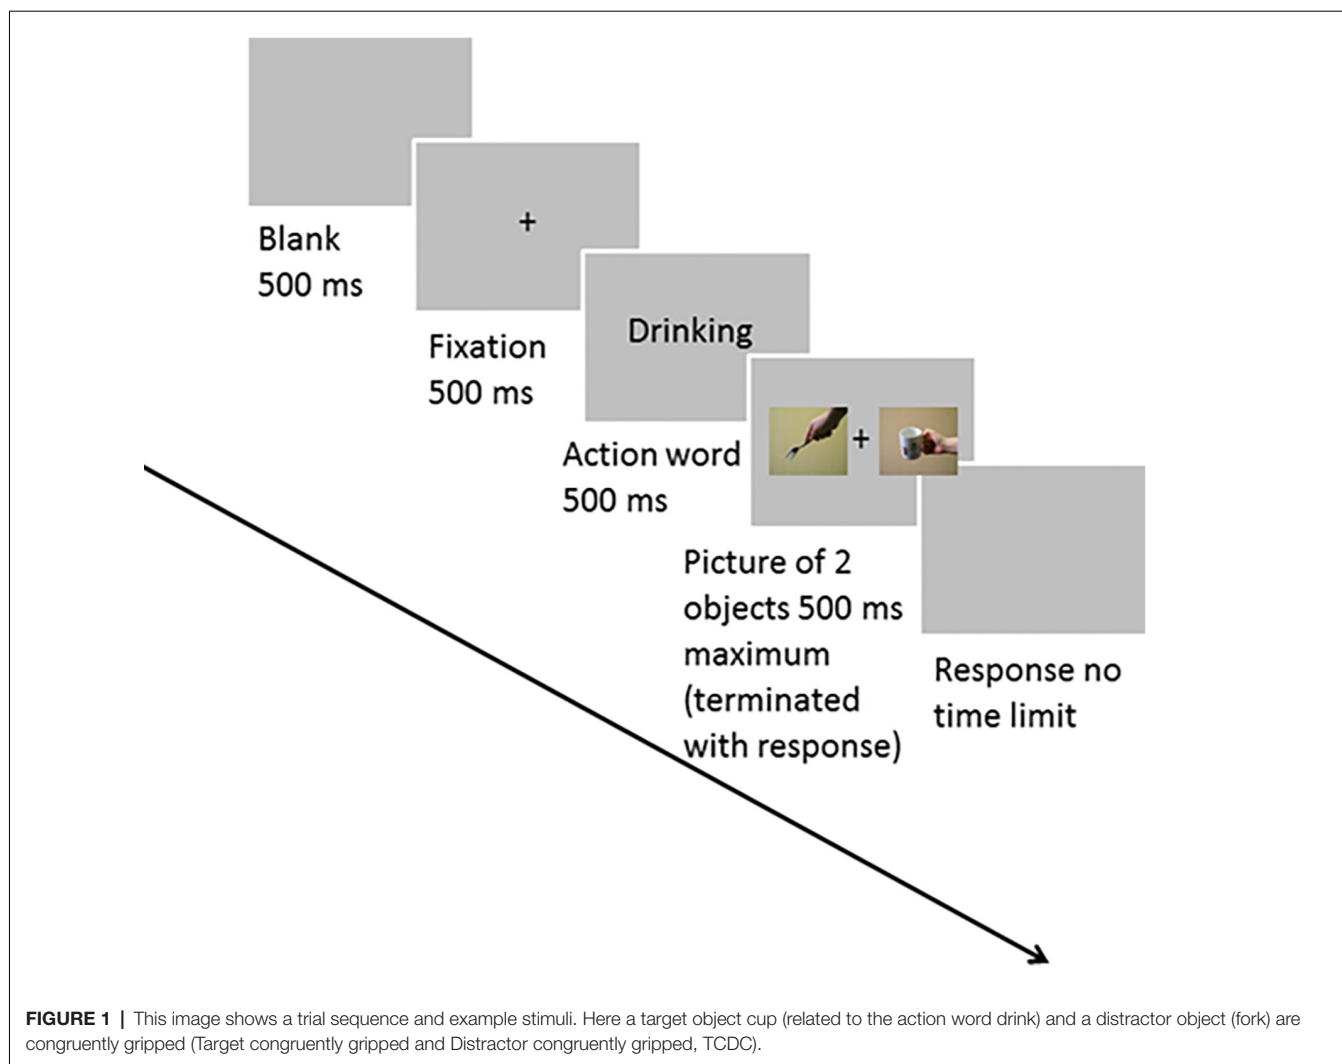 Blank
500 ms
+
Fixation
500 ms
Drinking
Action word
500 ms
+
Picture of 2
objects 500 ms
maximum
(terminated
with response)
Response no
time limit
FIGURE 1 | This image shows a trial sequence and example stimuli. Here a target object cup (related to the action word drink) and a distractor object (fork) are
congruently gripped (Target congruently gripped and Distractor congruently gripped, TCDC).